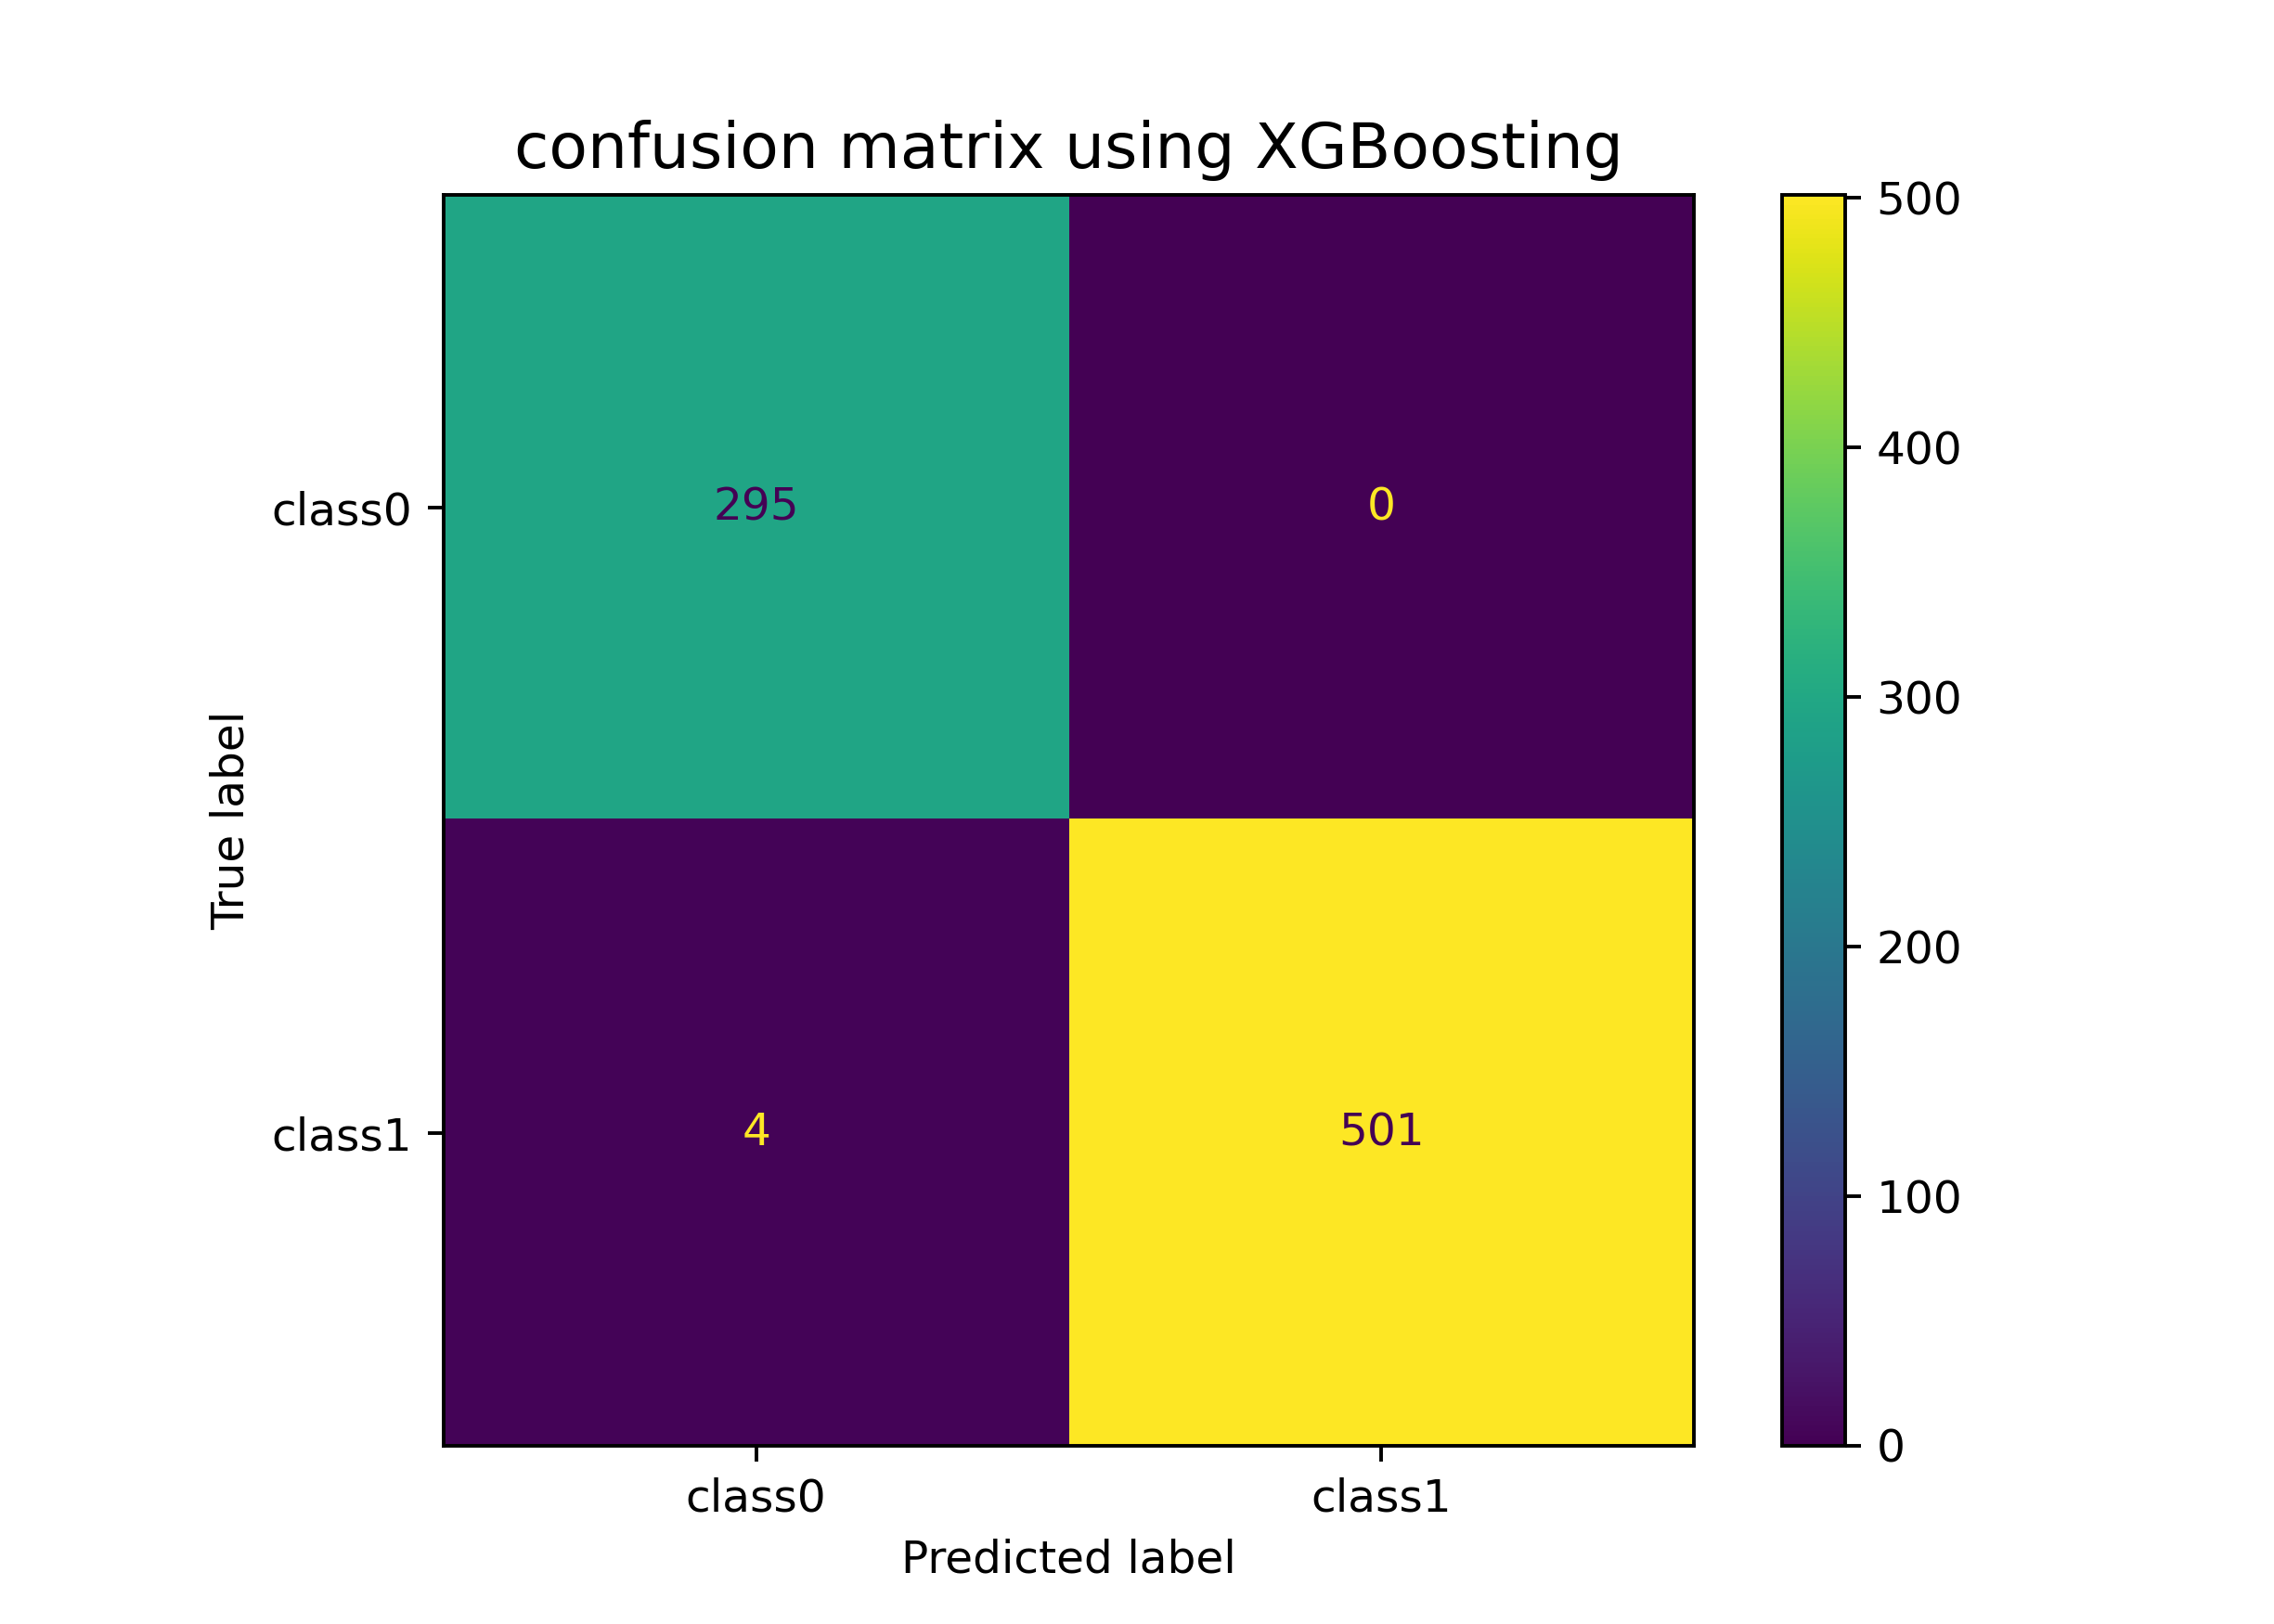 confusion matrix using XGBoosting
500
400
300
200
100
0
True label
class0
295
0
class1
4
501
class0
class1
Predicted label